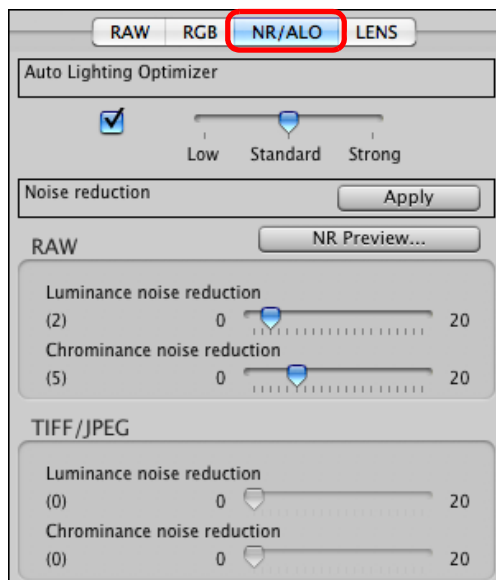 RAW RGB NR/ALO LENS
Auto Lighting Optimizer
Low Standard Strong
Noise reduction Apply
RAW NR Preview...
Luminance noise reduction
(2) 0 20
Chrominance noise reduction
(5) 0 20
TIFF/JPEG
Luminance noise reduction
(0) 0 20
Chrominance noise reduction
(0) 0 20